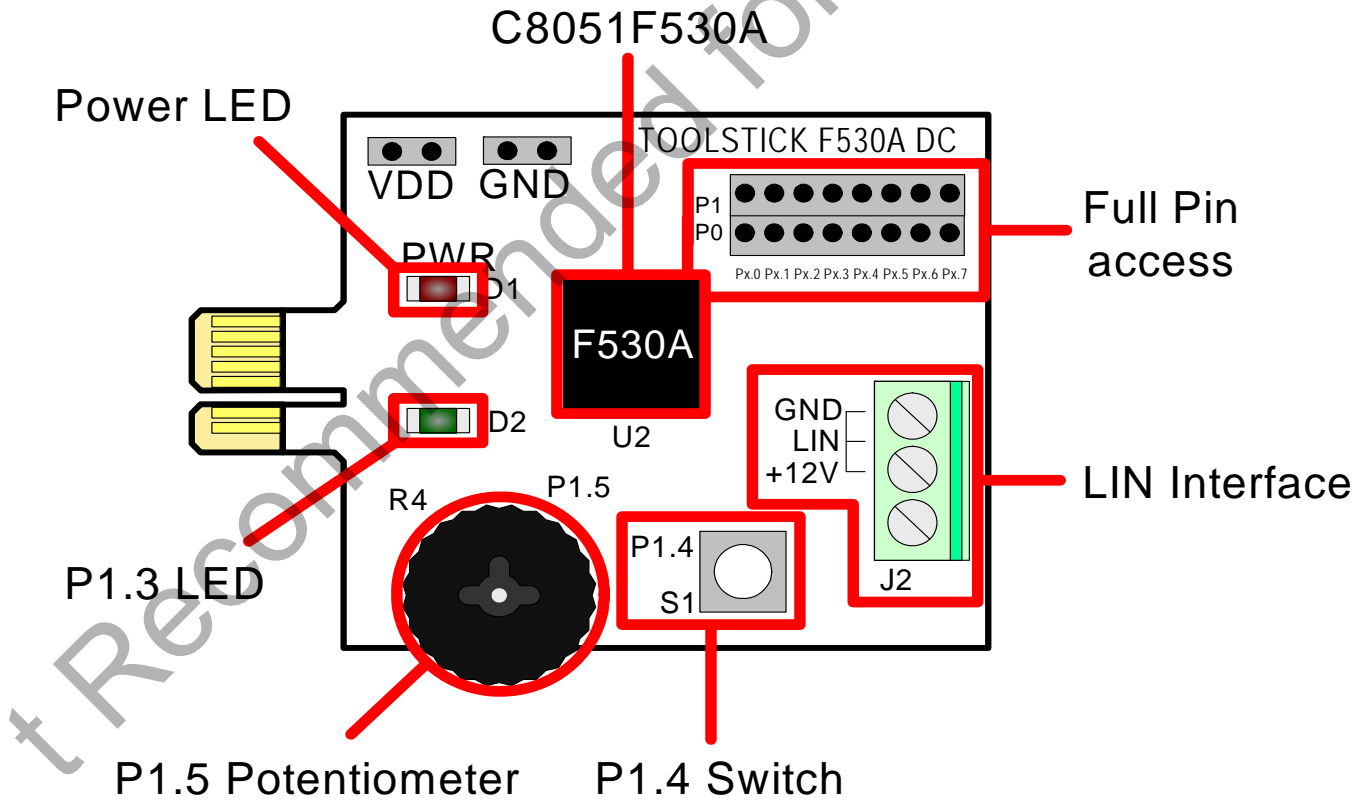 C8051F530A
Power LED
TOOLSTICK F530A DC
VDD GND
P1
P0
Full Pin
access
Px.0 Px.1 Px.2 Px.3 Px.4 Px.5 Px.6 Px.7
PWR
D1
F530A
D2
U2
GND
LIN
+12V
LIN Interface
J2
R4
P1.5
P1.4
S1
P1.3 LED
P1.5 Potentiometer
P1.4 Switch
t Recommended for